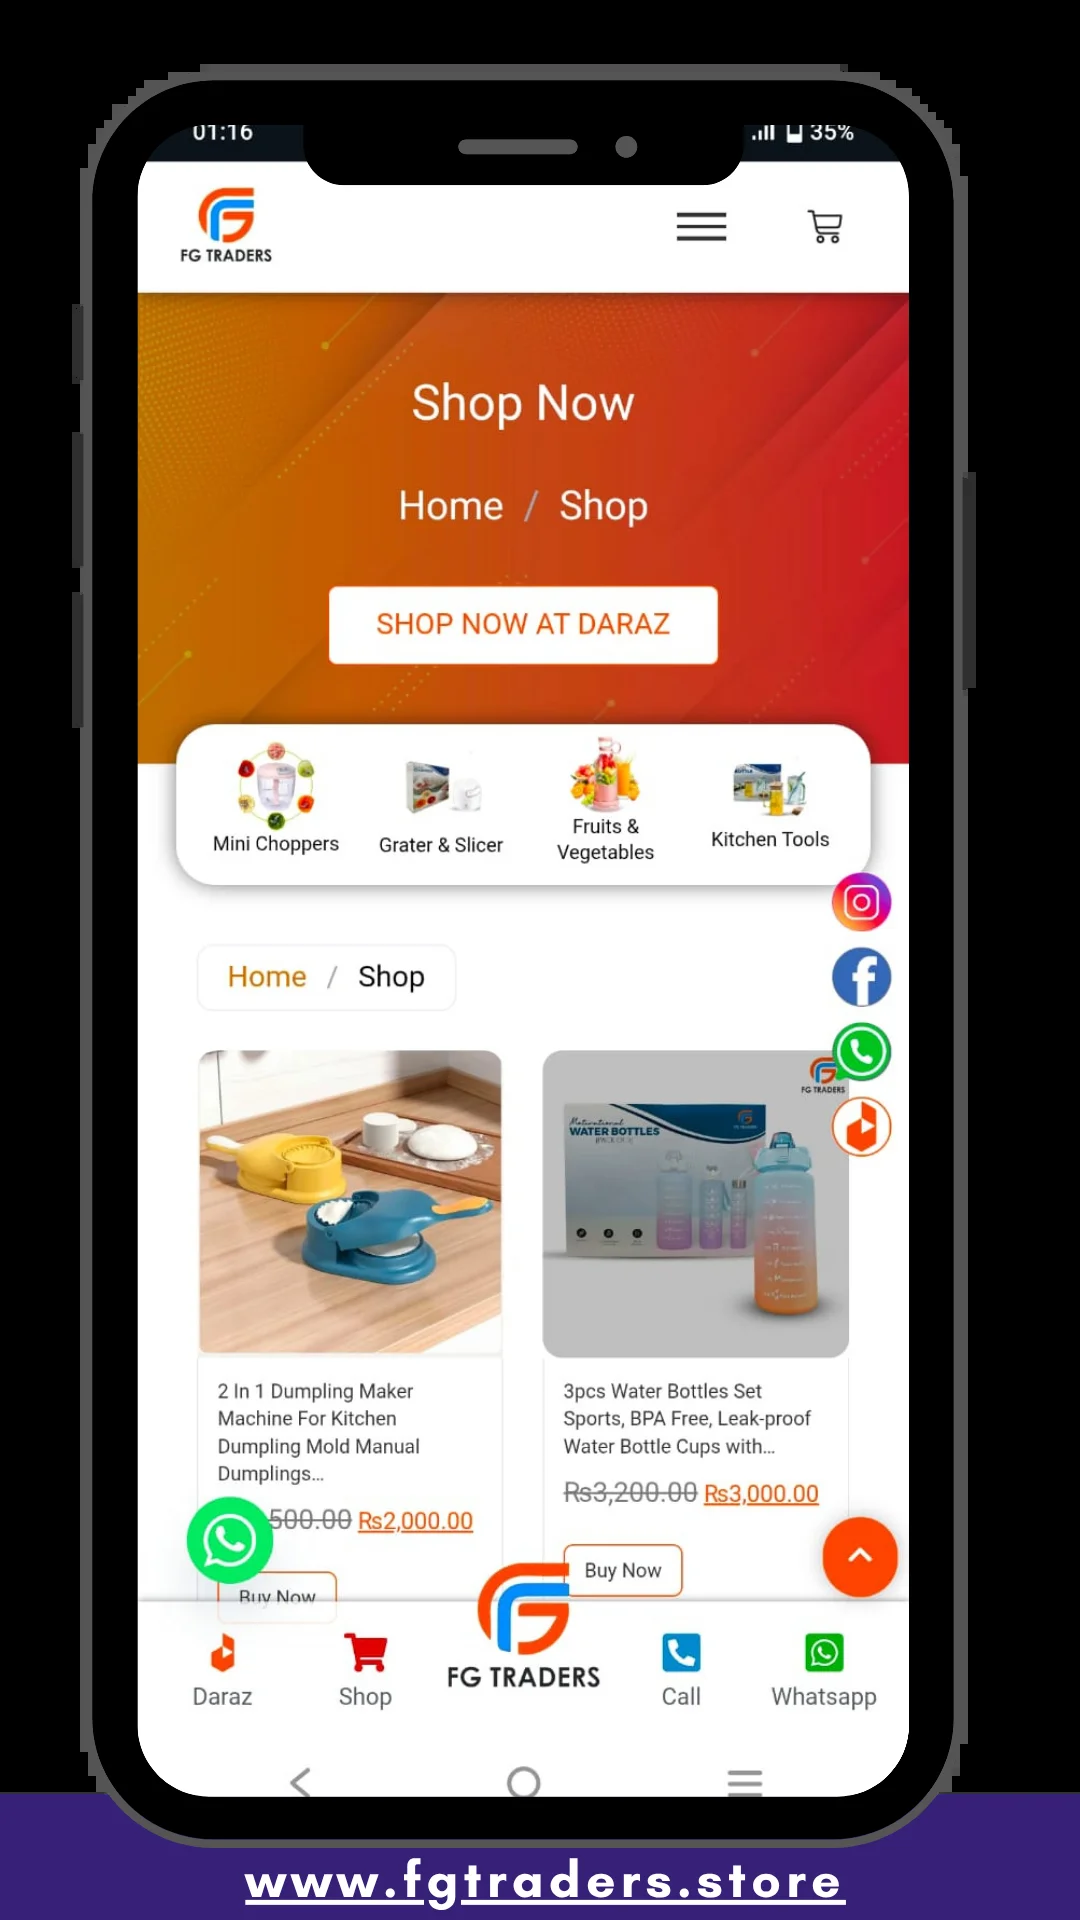 01:16
35%
FG TRADERS
Shop Now
Home / Shop
SHOP NOW AT DARAZ
Mini Choppers
Grater & Slicer
Fruits &
Vegetables
Kitchen Tools
Home / Shop
FG TRADERS
Motivational
WATER BOTTLES
2 In 1 Dumpling Maker
Machine For Kitchen
Dumpling Mold Manual
Dumplings...
500.00 Rs2,000.00
Buy Now
3pcs Water Bottles Set
Sports, BPA Free, Leak-proof
Water Bottle Cups with...
Rs3,200.00 Rs3,000.00
Buy Now
Daraz
Shop
FG TRADERS
Call
Whatsapp
www.fgtraders.store